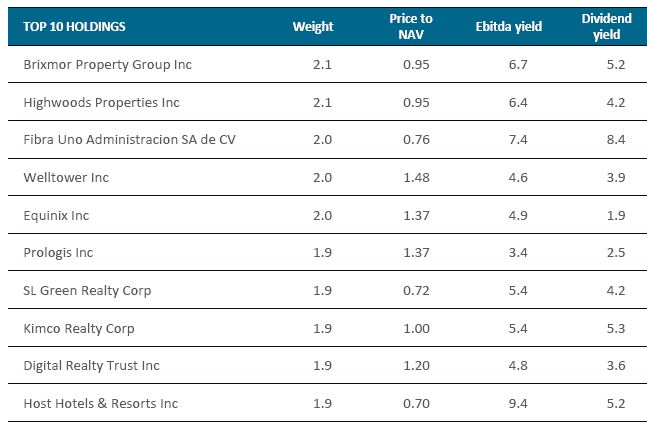 TOP 10 HOLDINGS Weight Price to NAV Ebitda yield Dividend yield
Brixmor Property Group Inc 2.1 0.95 6.7 5.2
Highwoods Properties Inc 2.1 0.95 6.4 4.2
Fibra Uno Administracion SA de CV 2.0 0.76 7.4 8.4
Welltower Inc 2.0 1.48 4.6 3.9
Equinix Inc 2.0 1.37 4.9 1.9
Prologis Inc 1.9 1.37 3.4 2.5
SL Green Realty Corp 1.9 0.72 5.4 4.2
Kimco Realty Corp 1.9 1.00 5.4 5.3
Digital Realty Trust Inc 1.9 1.20 4.8 3.6
Host Hotels & Resorts Inc 1.9 0.70 9.4 5.2